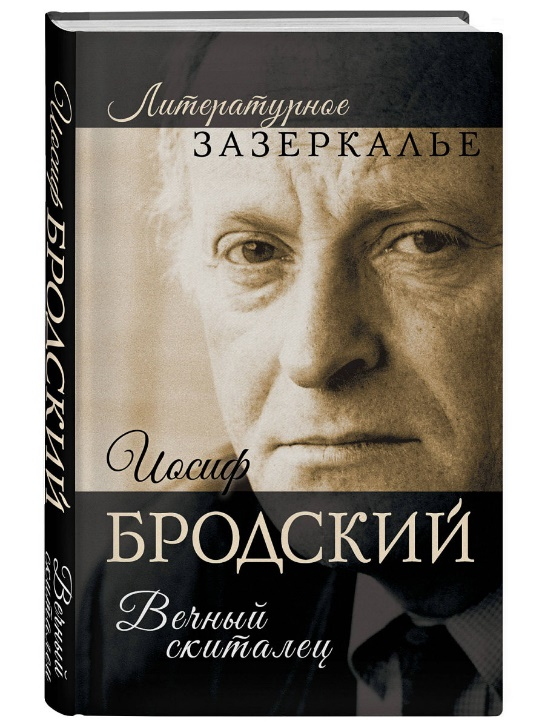 Литературное
ЗАЗЕРКАЛЬЕ
Иосиф
БРОДСКИЙ
Вечный
скиталец
Иосиф БРОДСКИЙ
Вечный
скиталец